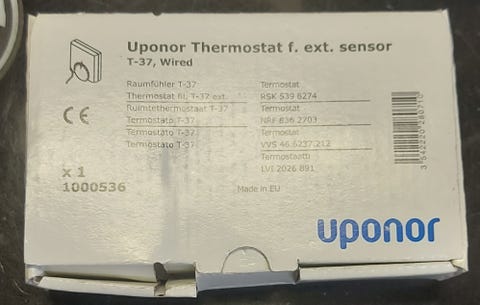 Uponor Thermostat f. ext. sensor
T-37, Wired
Raumfühler T-37
Thermostat fit. T-37 ext.
Ruimtethermostaat T-37
Termostato T-37
Termostato T-37
Termostato T-37
Termostat
RSK 539 8274
Termostat
NRF 836 2703
Termostat
VVS 46.6237.212
Termostaatti
LVI 2026 891
CE
x 1
1000536
Made in EU
uponor